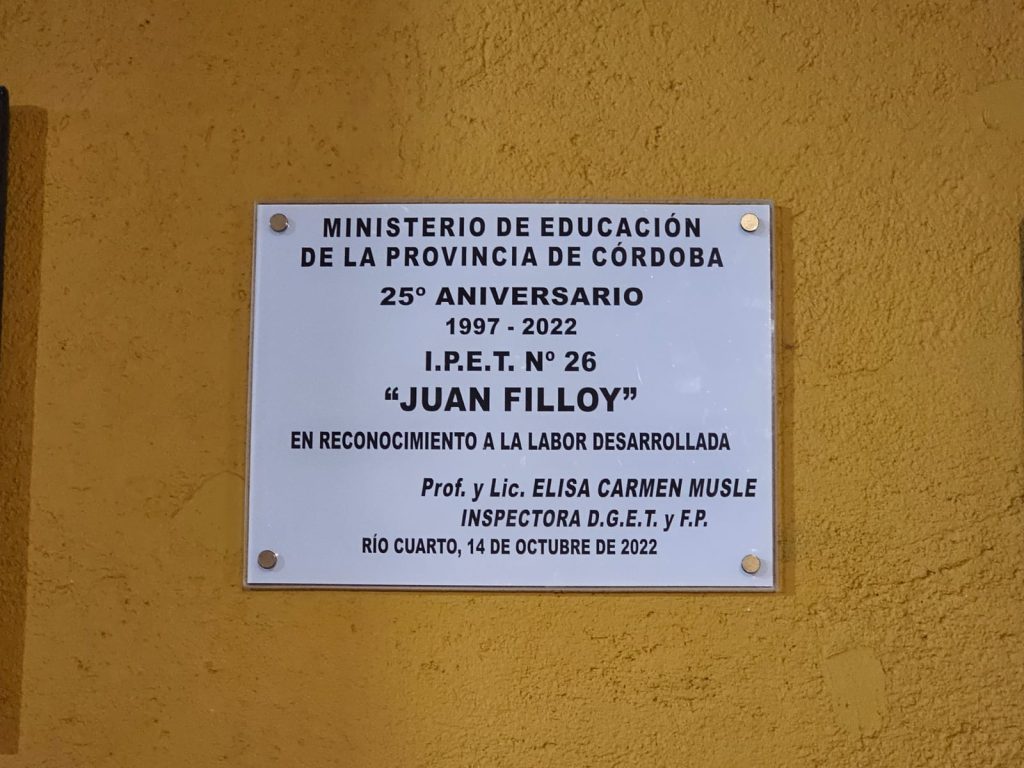 MINISTERIO DE EDUCACIÓN
DE LA PROVINCIA DE CÓRDOBA
25º ANIVERSARIO
1997 - 2022
I.P.E.T. Nº 26
“JUAN FILLOY”
EN RECONOCIMIENTO A LA LABOR DESARROLLADA
Prof. y Lic. ELISA CARMEN MUSLE
INSPECTORA D.G.E.T. y F.P.
RÍO CUARTO, 14 DE OCTUBRE DE 2022